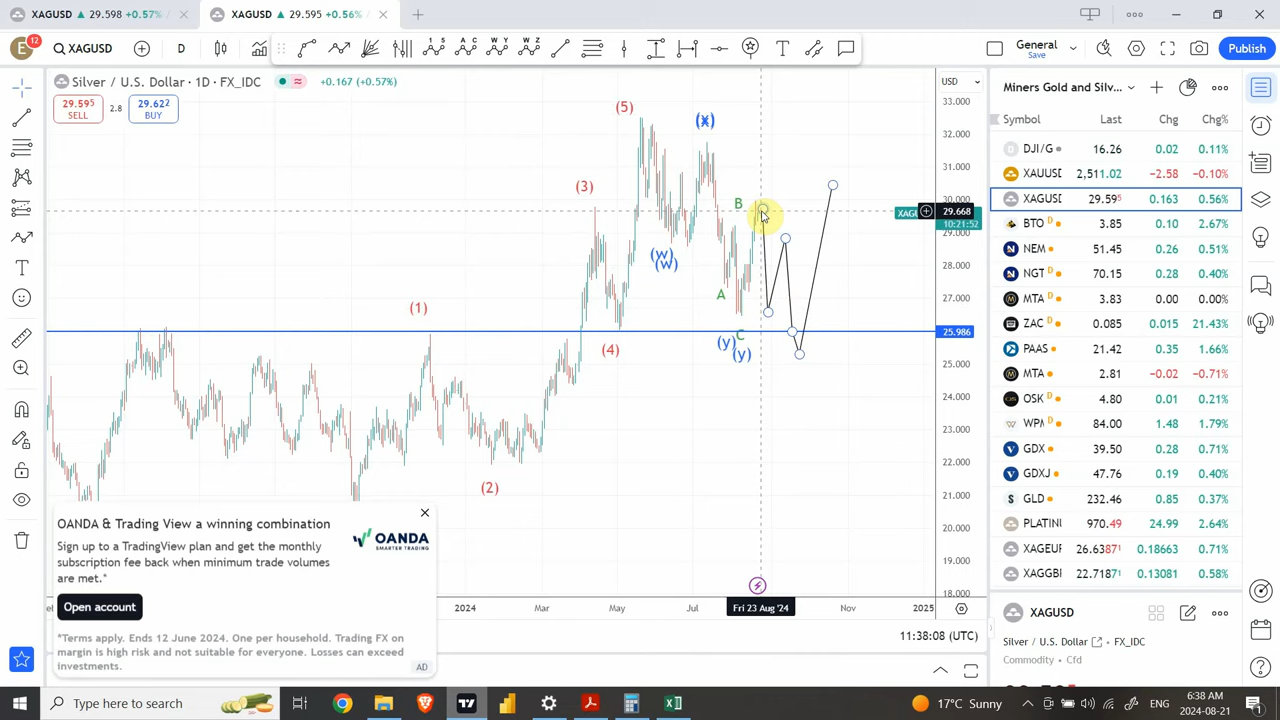 XAGUSD ▲ 29.598 +0.57%
XAGUSD ▲ 29.595 +0.56%
E 12 XAGUSD D
General
Save
Publish
Silver / U.S. Dollar · 1D · FX_IDC +0.167 (+0.57%)
29.595 SELL 2.8 29.622 BUY
USD
33.000
32.000
31.000
30.000
29.668
10:21:52
29.000
28.000
27.000
25.986
25.000
24.000
23.000
22.000
21.000
20.000
19.000
18.000
(5)
(x)
(3)
B
(w)
(w)
A
(1)
C
(4)
(y)
(y)
(2)
OANDA & Trading View a winning combination
Sign up to a TradingView plan and get the monthly
subscription fee back when minimum trade volumes
are met.*
OANDA
SMARTER TRADING
Open account
*Terms apply. Ends 12 June 2024. One per household. Trading FX on
margin is high risk and not suitable for everyone. Losses can exceed
investments.
AD
2024 Mar May Jul Fri 23 Aug '24 Nov 2025
11:38:08 (UTC)
Miners Gold and Silv...
Symbol Last Chg Chg%
DJI/G 16.26 0.02 0.11%
XAUUSD 2,511.02 −2.58 −0.10%
XAGUSD 29.595 0.163 0.56%
BTO D 3.85 0.10 2.67%
NEM 51.45 0.26 0.51%
NGT D 70.15 0.28 0.40%
MTA 3.83 0.00 0.00%
ZAC D 0.085 0.015 21.43%
PAAS 21.42 0.35 1.66%
MTA D 2.81 −0.02 −0.71%
OSK D 4.80 0.01 0.21%
WPM D 84.00 1.48 1.79%
GDX 39.50 0.28 0.71%
GDXJ 47.76 0.19 0.40%
GLD 232.46 0.85 0.37%
PLATINU 970.49 24.99 2.64%
XAGEUR 26.6387 0.18663 0.71%
XAGGBI 22.7187 0.13081 0.58%
XAGUSD
Silver / U.S. Dollar FX_IDC
Commodity Cfd
Type here to search
17°C Sunny
ENG
6:38 AM
2024-08-21